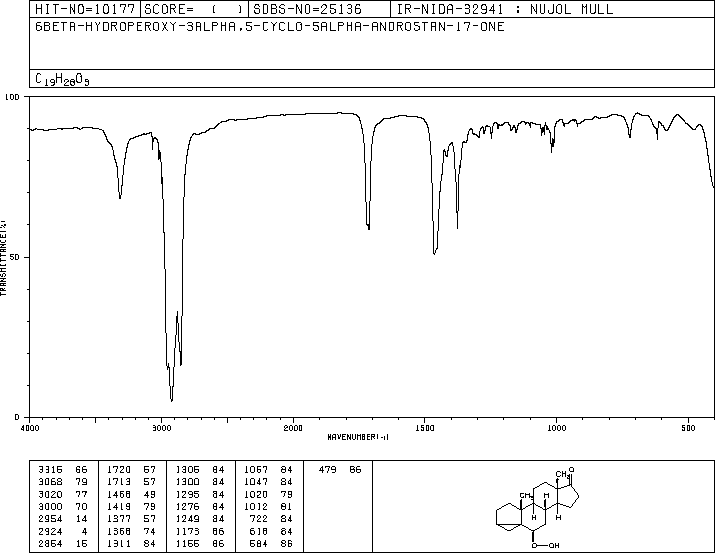 HIT-NO=10177 SCORE= ( ) SDBS-NO=25136 IR-NIDA-32941 : NUJOL MULL
6BETA-HYDROPEROXY-3ALPHA,5-CYCLO-5ALPHA-ANDROSTAN-17-ONE
C19H28O3
100
TRANSMITTANCE(%)
50
0
4000 3000 2000 1500 1000 500
WAVENUMBER(-1)
3315 66 1720 57 1306 84 1057 84 479 86
3068 79 1713 57 1300 84 1047 84
3020 77 1468 49 1295 84 1020 79
3000 70 1419 79 1276 84 1012 81
2954 14 1377 57 1249 84 722 84
2924 4 1368 74 1173 86 618 84
2854 15 1311 84 1155 86 584 86
CH3 O
CH3 H
H H
O-OH